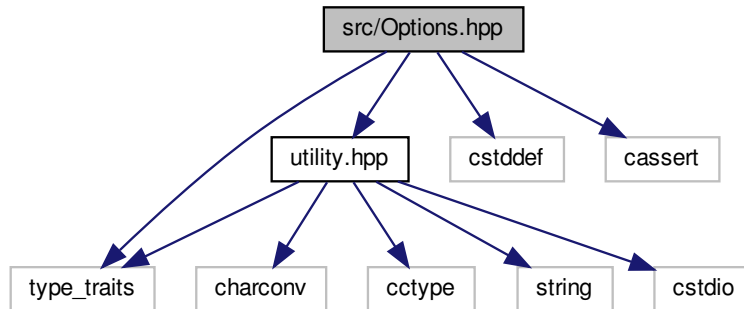 src/Options.hpp
utility.hpp
cstddef
cassert
type_traits
charconv
cctype
string
cstdio